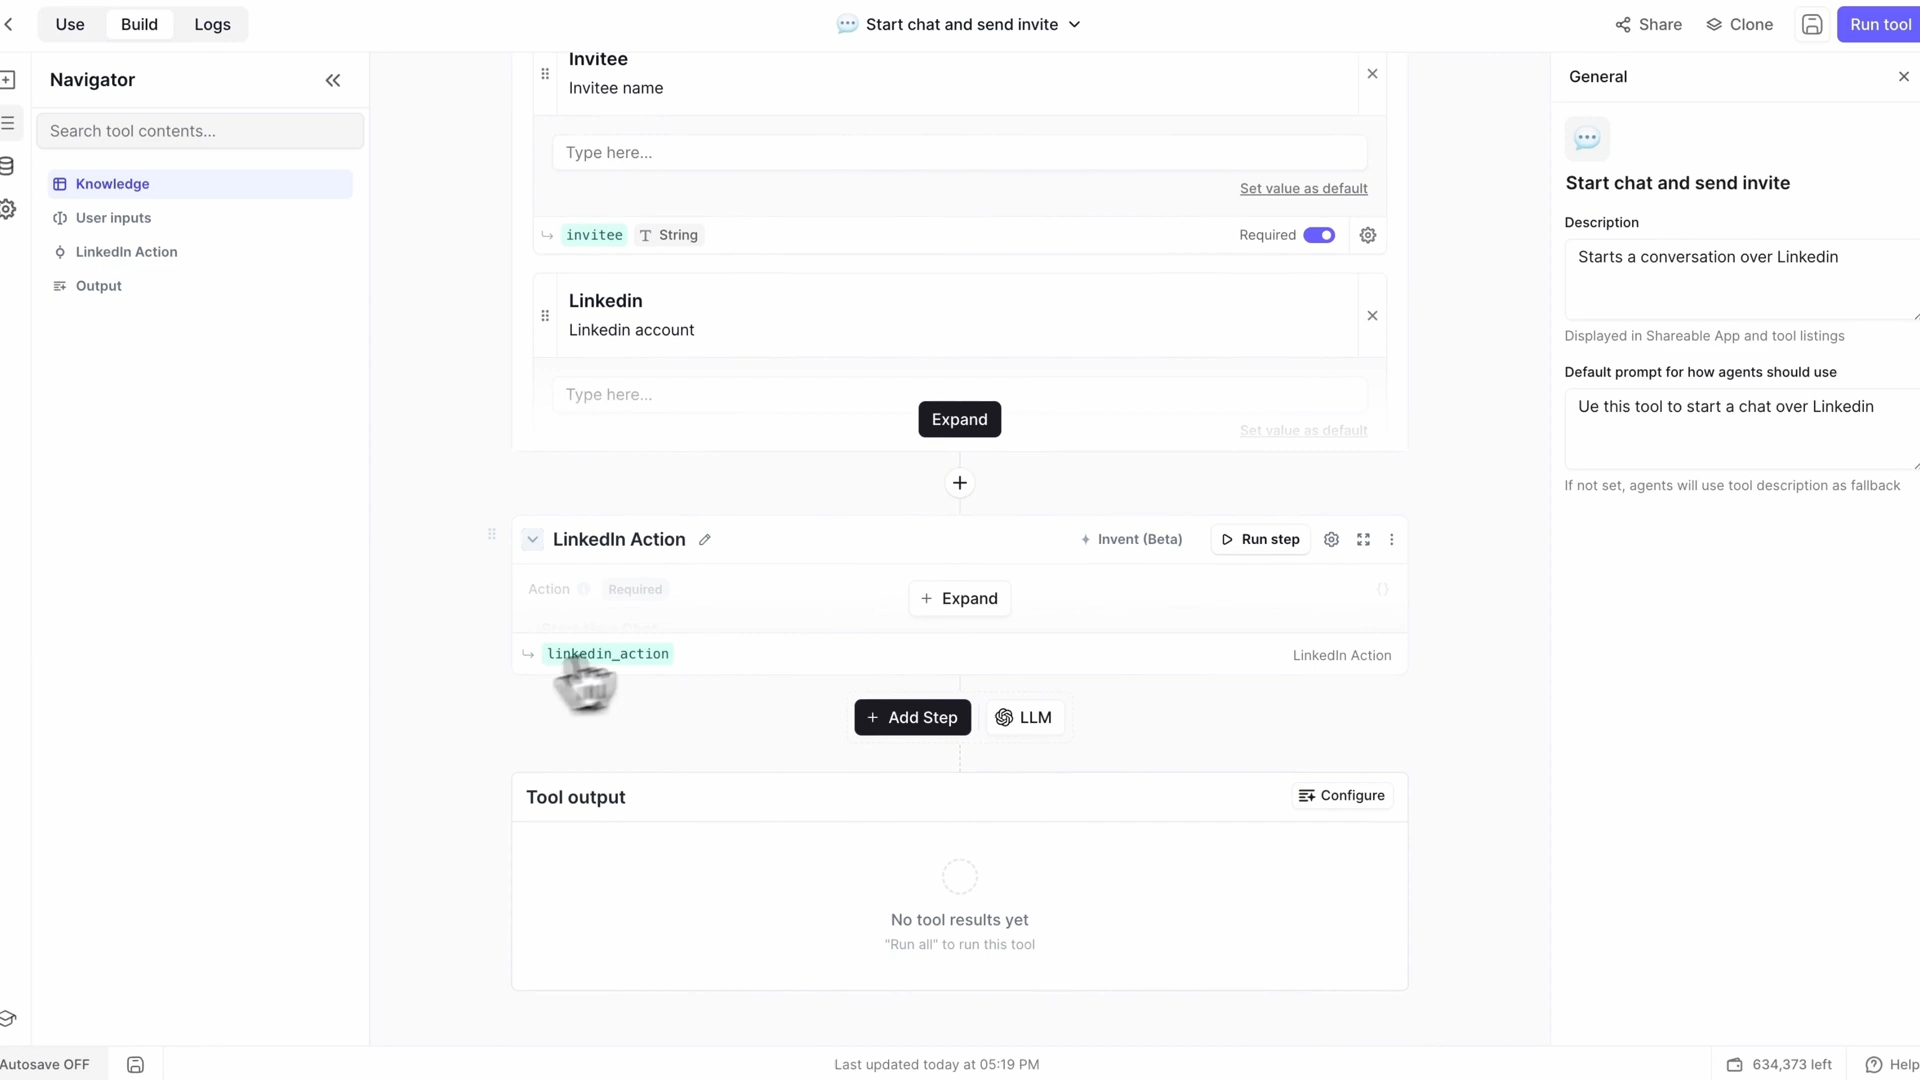 Use
Build
Logs
Start chat and send invite
Share
Clone
Run tool
Navigator
Search tool contents...
Knowledge
User inputs
LinkedIn Action
Output
Invitee
Invitee name
Type here...
Set value as default
invitee
String
Required
Linkedin
Linkedin account
Type here...
Expand
Set value as default
LinkedIn Action
Invent (Beta)
Run step
Action
Required
Expand
linkedin_action
LinkedIn Action
Add Step
LLM
Tool output
Configure
No tool results yet
"Run all" to run this tool
General
Start chat and send invite
Description
Starts a conversation over Linkedin
Displayed in Shareable App and tool listings
Default prompt for how agents should use
Ue this tool to start a chat over Linkedin
If not set, agents will use tool description as fallback
Autosave OFF
Last updated today at 05:19 PM
634,373 left
Help